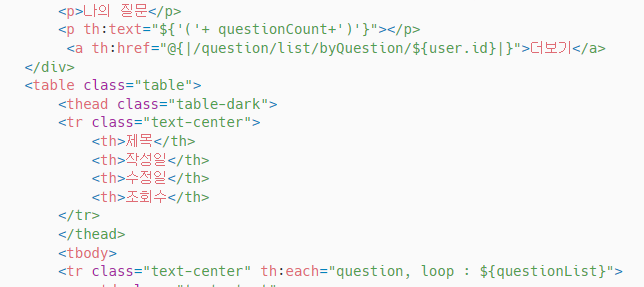 <p>나의 질문</p>
<p th:text="${'('+ questionCount+')'}"></p>
<a th:href="@{|/question/list/byQuestion/${user.id}|}">더보기</a>
</div>
<table class="table">
<thead class="table-dark">
<tr class="text-center">
<th>제목</th>
<th>작성일</th>
<th>수정일</th>
<th>조회수</th>
</tr>
</thead>
<tbody>
<tr class="text-center" th:each="question, loop : ${questionList}">